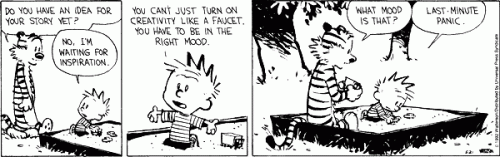 DO YOU HAVE AN IDEA FOR
YOUR STORY YET?
NO, I'M
WAITING FOR
INSPIRATION.
YOU CAN'T JUST TURN ON
CREATIVITY LIKE A FAUCET.
YOU HAVE TO BE IN THE
RIGHT MOOD.
WHAT MOOD
IS THAT?
LAST-MINUTE
PANIC.